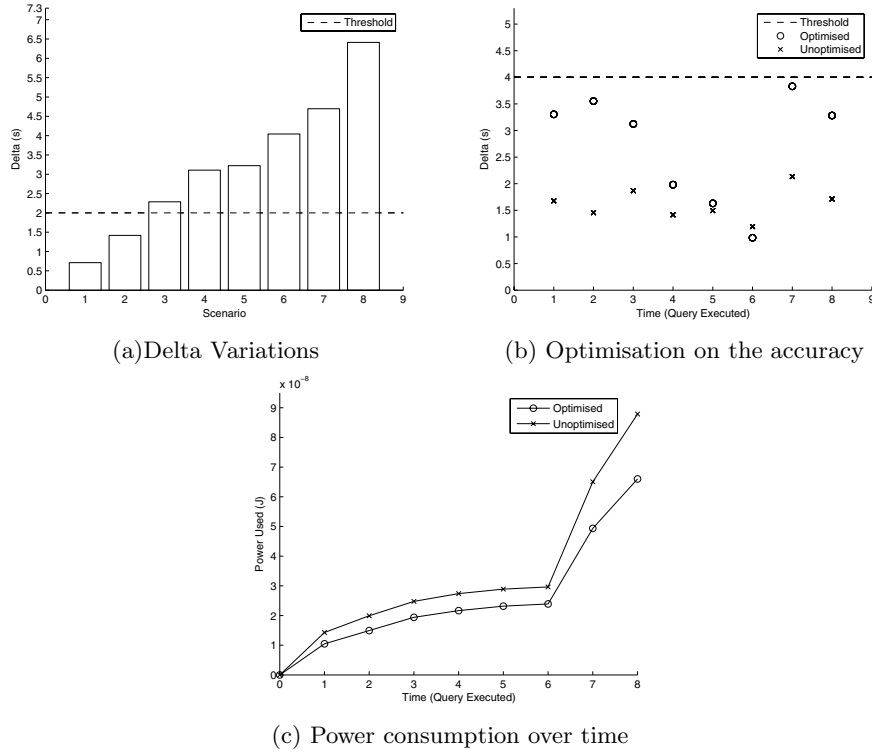 7.3
6.5
6
5.5
5
4.5
4
3.5
3
2.5
2
1.5
1
0.5
0
Delta (s)
Threshold
0 1 2 3 4 5 6 7 8 9
Scenario
(a)Delta Variations
5
4.5
4
3.5
3
2.5
2
1.5
1
0.5
0
Delta (s)
Threshold
Optimised
Unoptimised
0 1 2 3 4 5 6 7 8 9
Time (Query Executed)
(b) Optimisation on the accuracy
x 10⁻⁸
9
8
7
6
5
4
3
2
1
0
Power Used (J)
Optimised
Unoptimised
0 1 2 3 4 5 6 7 8
Time (Query Executed)
(c) Power consumption over time